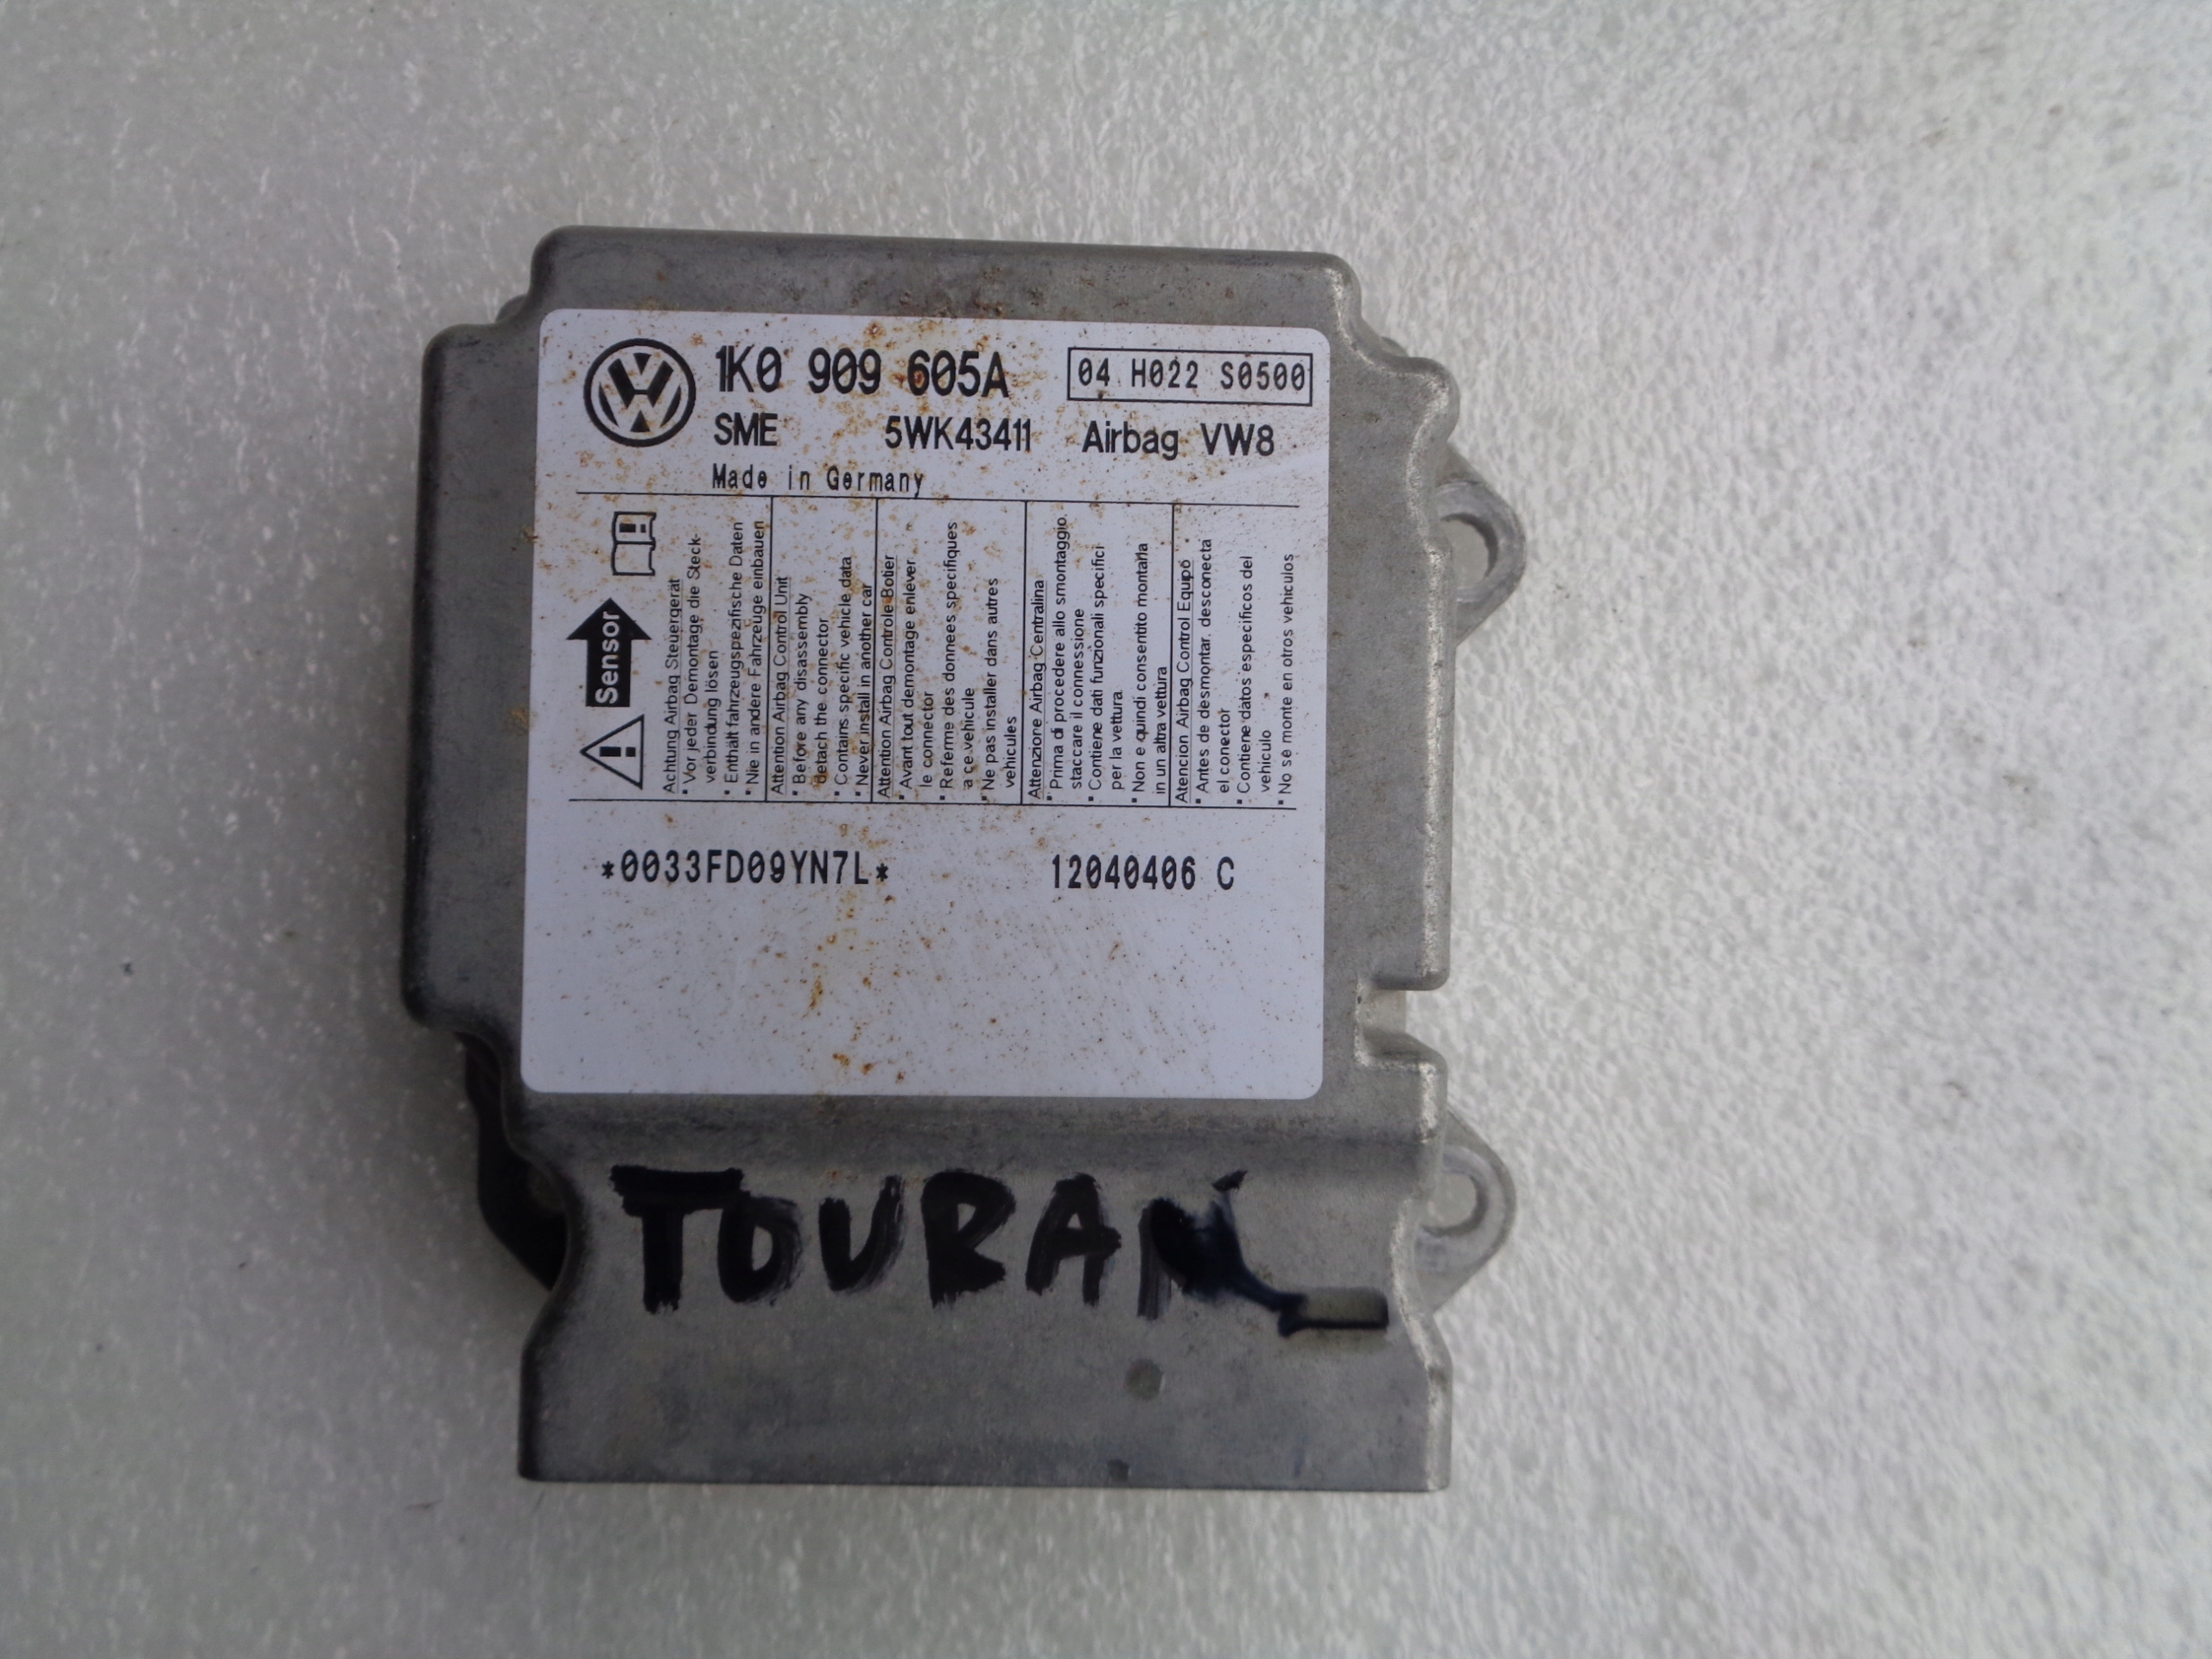 1K0 909 605A 04 H022 S0500
SME 5WK43411 Airbag VW8
Made in Germany
Sensor
Achtung Airbag Steuergerät
* Vor jeder Demontage die Steck-
verbindung lösen
* Enthält fahrzeugspezifische Daten
* Nie in andere Fahrzeuge einbauen
Attention Airbag Control Unit
* Before any disassembly
detach the connector
* Contains specific vehicle data
* Never install in another car
Attention Airbag Controle Botier
* Avant tout demontage enlever
le connector
* Referme des donnees specifiques
a ce vehicule
* Ne pas installer dans autres
vehicules
Attenzione Airbag Centralina
* Prima di procedere allo smontaggio
staccare il connessione
* Contiene dati funzionali specifici
per la vettura
* Non e quindi consentito montarla
in un altra vettura
Atencion Airbag Control Equipó
* Antes de desmontar, desconecta
el conector
* Contiene datos especificos del
vehiculo
* No se monte en otros vehiculos
*0033FD09YN7L* 12040406 C
TOURAN